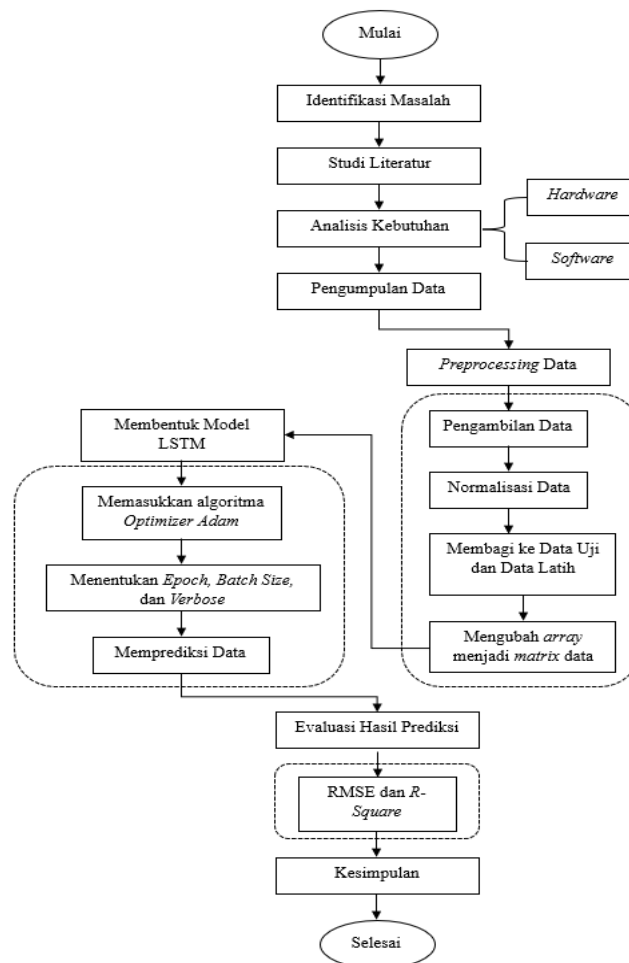 Mulai
Identifikasi Masalah
Studi Literatur
Analisis Kebutuhan
Hardware
Software
Pengumpulan Data
Preprocessing Data
Pengambilan Data
Normalisasi Data
Membagi ke Data Uji
dan Data Latih
Mengubah array
menjadi matrix data
Membentuk Model
LSTM
Memasukkan algoritma
Optimizer Adam
Menentukan Epoch, Batch Size,
dan Verbose
Memprediksi Data
Evaluasi Hasil Prediksi
RMSE dan R-
Square
Kesimpulan
Selesai